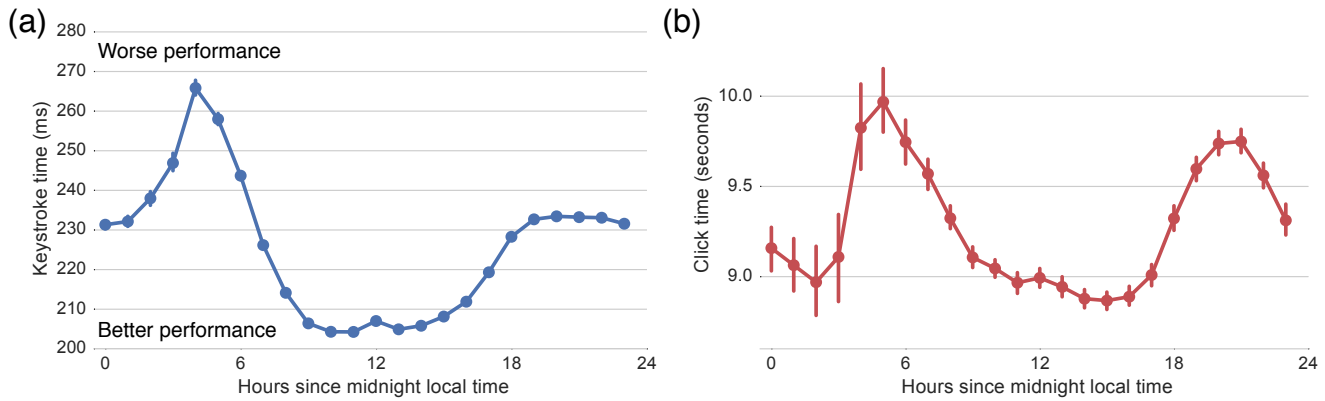 (a)
280
270
260
250
240
230
220
210
200
Keystroke time (ms)
Worse performance
Better performance
0 6 12 18 24
Hours since midnight local time
(b)
10.0
9.5
9.0
Click time (seconds)
0 6 12 18 24
Hours since midnight local time